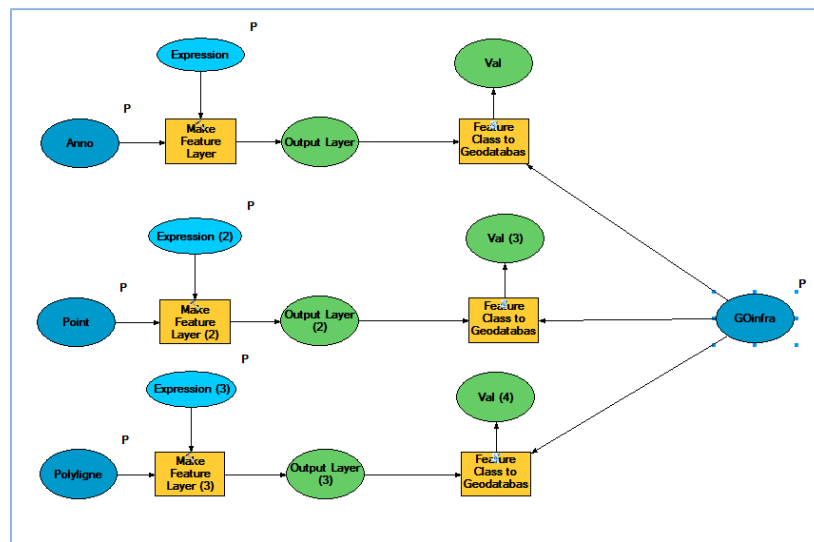 P
Expression
Val
P
Anno
Make
Feature
Layer
Output Layer
Feature
Class to
Geodatabas
P
Expression (2)
Val (3)
P
P
Point
Make
Feature
Layer (2)
Output Layer
(2)
Feature
Class to
Geodatabas
GOinfra
P
Expression (3)
Val (4)
P
Polyligne
Make
Feature
Layer (3)
Output Layer
(3)
Feature
Class to
Geodatabas